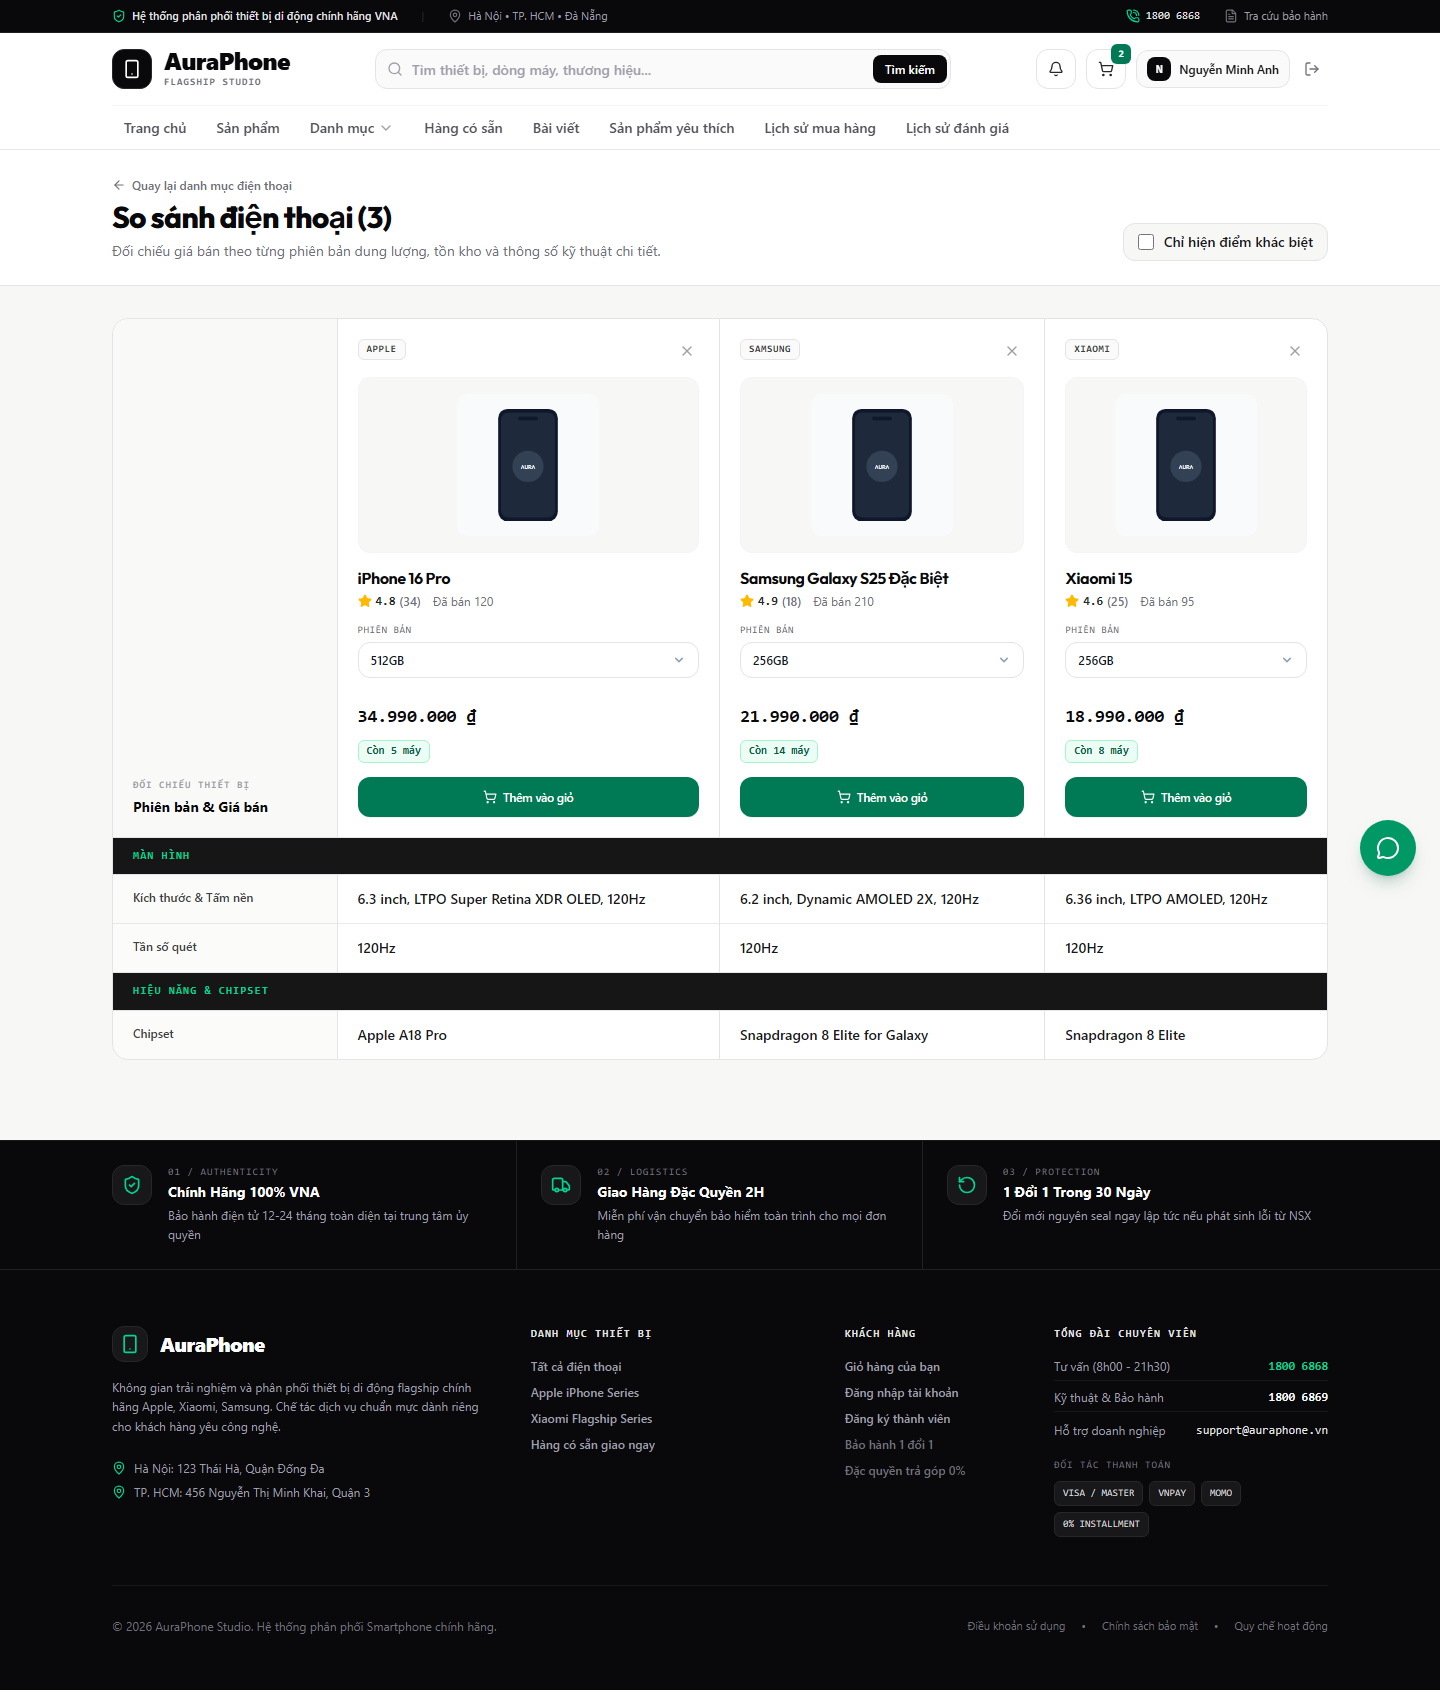 Hệ thống phân phối thiết bị di động chính hãng VNA | Hà Nội • TP. HCM • Đà Nẵng 1800 6868 Tra cứu bảo hành
AuraPhone
FLAGSHIP STUDIO
Tìm thiết bị, dòng máy, thương hiệu... Tìm kiếm
2
N Nguyễn Minh Anh
Trang chủ Sản phẩm Danh mục Hàng có sẵn Bài viết Sản phẩm yêu thích Lịch sử mua hàng Lịch sử đánh giá
Quay lại danh mục điện thoại
So sánh điện thoại (3)
Đối chiếu giá bán theo từng phiên bản dung lượng, tồn kho và thông số kỹ thuật chi tiết.
Chỉ hiện điểm khác biệt
APPLE SAMSUNG XIAOMI
AURA AURA AURA
iPhone 16 Pro Samsung Galaxy S25 Đặc Biệt Xiaomi 15
4.8 (34) Đã bán 120 4.9 (18) Đã bán 210 4.6 (25) Đã bán 95
PHIÊN BẢN PHIÊN BẢN PHIÊN BẢN
512GB 256GB 256GB
34.990.000 ₫ 21.990.000 ₫ 18.990.000 ₫
Còn 5 máy Còn 14 máy Còn 8 máy
ĐỐI CHIẾU THIẾT BỊ
Phiên bản & Giá bán
Thêm vào giỏ Thêm vào giỏ Thêm vào giỏ
MÀN HÌNH
Kích thước & Tấm nền 6.3 inch, LTPO Super Retina XDR OLED, 120Hz 6.2 inch, Dynamic AMOLED 2X, 120Hz 6.36 inch, LTPO AMOLED, 120Hz
Tần số quét 120Hz 120Hz 120Hz
HIỆU NĂNG & CHIPSET
Chipset Apple A18 Pro Snapdragon 8 Elite for Galaxy Snapdragon 8 Elite
01 / AUTHENTICITY
Chính Hãng 100% VNA
Bảo hành điện tử 12-24 tháng toàn diện tại trung tâm ủy
quyền
02 / LOGISTICS
Giao Hàng Đặc Quyền 2H
Miễn phí vận chuyển bảo hiểm toàn trình cho mọi đơn
hàng
03 / PROTECTION
1 Đổi 1 Trong 30 Ngày
Đổi mới nguyên seal ngay lập tức nếu phát sinh lỗi từ NSX
AuraPhone
Không gian trải nghiệm và phân phối thiết bị di động flagship chính
hãng Apple, Xiaomi, Samsung. Chế tác dịch vụ chuẩn mực dành riêng
cho khách hàng yêu công nghệ.
Hà Nội: 123 Thái Hà, Quận Đống Đa
TP. HCM: 456 Nguyễn Thị Minh Khai, Quận 3
DANH MỤC THIẾT BỊ
Tất cả điện thoại
Apple iPhone Series
Xiaomi Flagship Series
Hàng có sẵn giao ngay
KHÁCH HÀNG
Giỏ hàng của bạn
Đăng nhập tài khoản
Đăng ký thành viên
Bảo hành 1 đổi 1
Đặc quyền trả góp 0%
TỔNG ĐÀI CHUYÊN VIÊN
Tư vấn (8h00 - 21h30) 1800 6868
Kỹ thuật & Bảo hành 1800 6869
Hỗ trợ doanh nghiệp support@auraphone.vn
ĐỐI TÁC THANH TOÁN
VISA / MASTER VNPAY MOMO
0% INSTALLMENT
© 2026 AuraPhone Studio. Hệ thống phân phối Smartphone chính hãng.
Điều khoản sử dụng • Chính sách bảo mật • Quy chế hoạt động